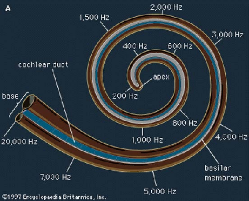 A
1,500 Hz
2,000 Hz
3,000 Hz
400 Hz
600 Hz
cochlear duct
apex
200 Hz
base
800 Hz
1,000 Hz
4,000 Hz
20,000 Hz
basilar
membrane
7,000 Hz
5,000 Hz
©1997 Encyclopaedia Britannica, Inc.